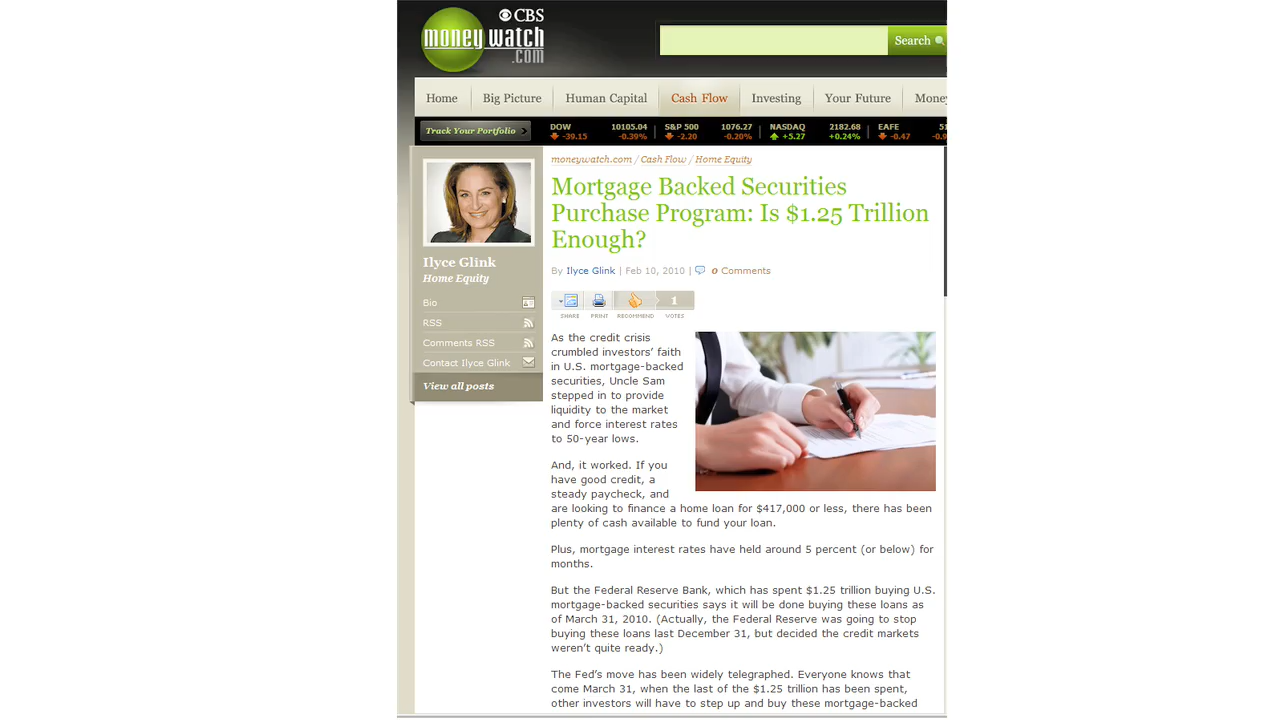 CBS
moneywatch
.com
Search
Home Big Picture Human Capital Cash Flow Investing Your Future
Track Your Portfolio
DOW 10105.04 S&P 500 1076.27 NASDAQ 2182.68 EAFE
-39.15 -0.39% -2.20 -0.20% +5.27 +0.24% -0.47
Ilyce Glink
Home Equity
Bio
RSS
Comments RSS
Contact Ilyce Glink
View all posts
moneywatch.com / Cash Flow / Home Equity
Mortgage Backed Securities
Purchase Program: Is $1.25 Trillion
Enough?
By Ilyce Glink | Feb 10, 2010 | 0 Comments
1
SHARE PRINT RECOMMEND VOTES
As the credit crisis
crumbled investors’ faith
in U.S. mortgage-backed
securities, Uncle Sam
stepped in to provide
liquidity to the market
and force interest rates
to 50-year lows.
And, it worked. If you
have good credit, a
steady paycheck, and
are looking to finance a home loan for $417,000 or less, there has been
plenty of cash available to fund your loan.
Plus, mortgage interest rates have held around 5 percent (or below) for
months.
But the Federal Reserve Bank, which has spent $1.25 trillion buying U.S.
mortgage-backed securities says it will be done buying these loans as
of March 31, 2010. (Actually, the Federal Reserve was going to stop
buying these loans last December 31, but decided the credit markets
weren’t quite ready.)
The Fed’s move has been widely telegraphed. Everyone knows that
come March 31, when the last of the $1.25 trillion has been spent,
other investors will have to step up and buy these mortgage-backed